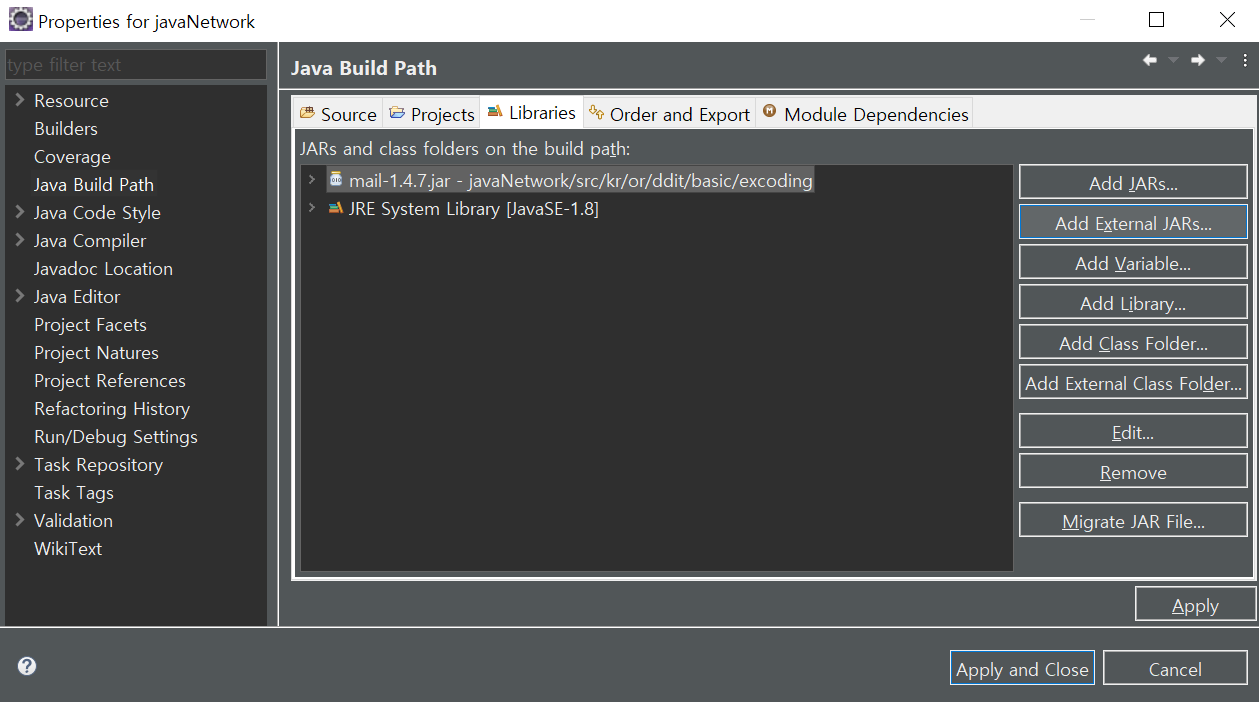 Properties for javaNetwork
type filter text
Resource
Builders
Coverage
Java Build Path
Java Code Style
Java Compiler
Javadoc Location
Java Editor
Project Facets
Project Natures
Project References
Refactoring History
Run/Debug Settings
Task Repository
Task Tags
Validation
WikiText
Java Build Path
Source Projects Libraries Order and Export Module Dependencies
JARs and class folders on the build path:
mail-1.4.7.jar - javaNetwork/src/kr/or/ddit/basic/excoding
JRE System Library [JavaSE-1.8]
Add JARs...
Add External JARs...
Add Variable...
Add Library...
Add Class Folder...
Add External Class Folder...
Edit...
Remove
Migrate JAR File...
Apply
Apply and Close
Cancel